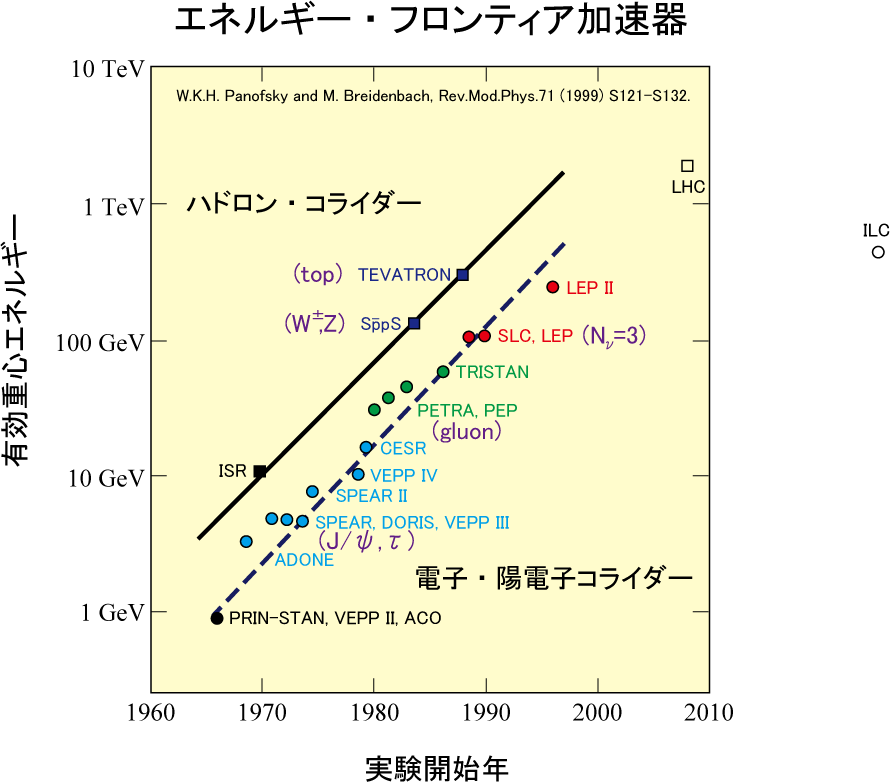 エネルギー・フロンティア加速器
10 TeV
W.K.H. Panofsky and M. Breidenbach, Rev.Mod.Phys.71 (1999) S121-S132.
LHC
ハドロン・コライダー
1 TeV
ILC
(top) TEVATRON
LEP II
(W±,Z) Sp̄pS
SLC, LEP (Nν=3)
100 GeV
TRISTAN
PETRA, PEP
(gluon)
CESR
ISR
10 GeV
VEPP IV
SPEAR II
SPEAR, DORIS, VEPP III
(J/ψ,τ)
ADONE
電子・陽電子コライダー
1 GeV
PRIN-STAN, VEPP II, ACO
有効重心エネルギー
1960 1970 1980 1990 2000 2010
実験開始年